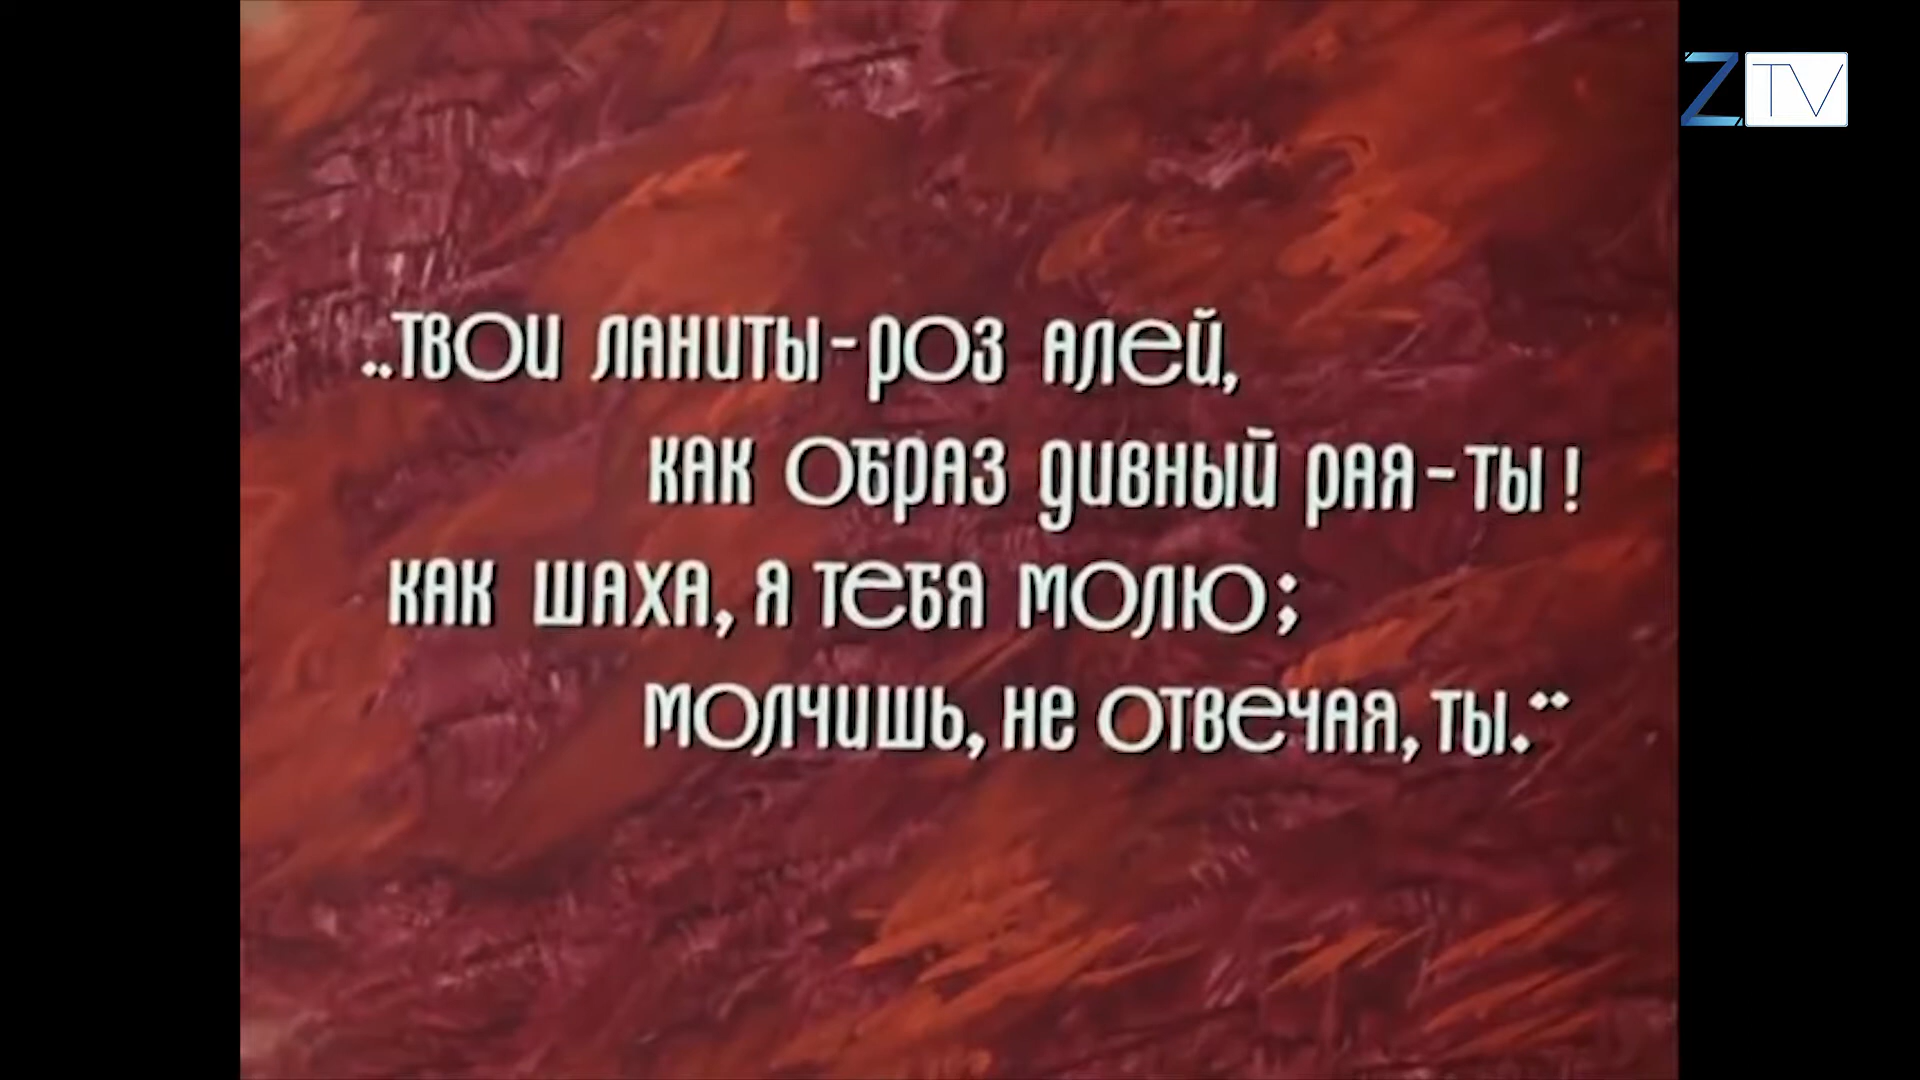 „ТВОИ ЛАНИТЫ-РОЗ АЛЕЙ,
КАК ОБРАЗ ДИВНЫЙ РАЯ-ТЫ!
КАК ШАХА, Я ТЕБЯ МОЛЮ;
МОЛЧИШЬ, НЕ ОТВЕЧАЯ, ТЫ.“
ZTV